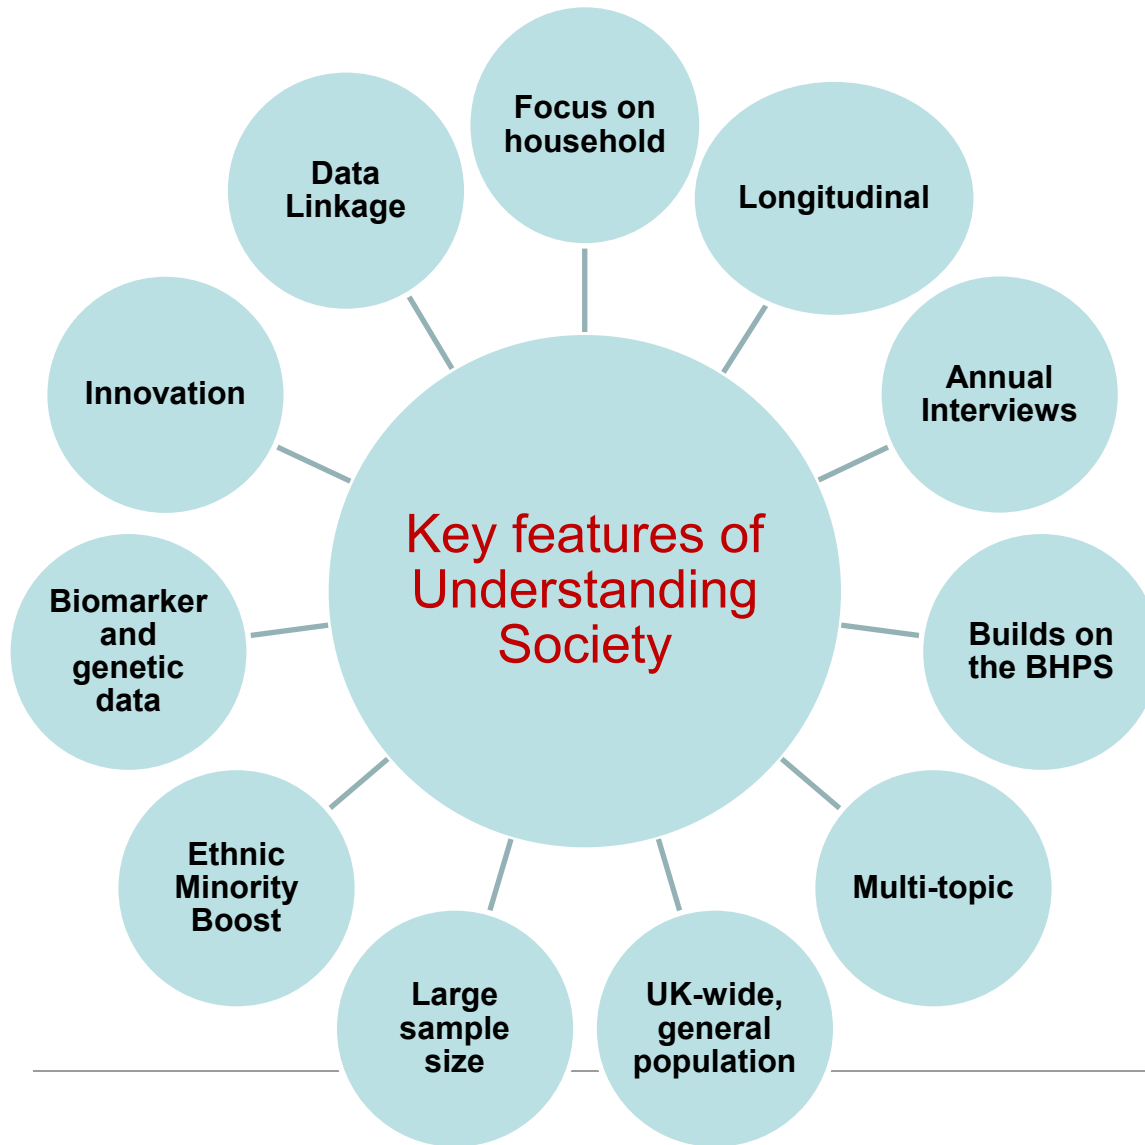 Focus on
household
Longitudinal
Annual
Interviews
Builds on
the BHPS
Multi-topic
UK-wide,
general
population
Large
sample
size
Ethnic
Minority
Boost
Biomarker
and
genetic
data
Innovation
Data
Linkage
Key features of
Understanding
Society